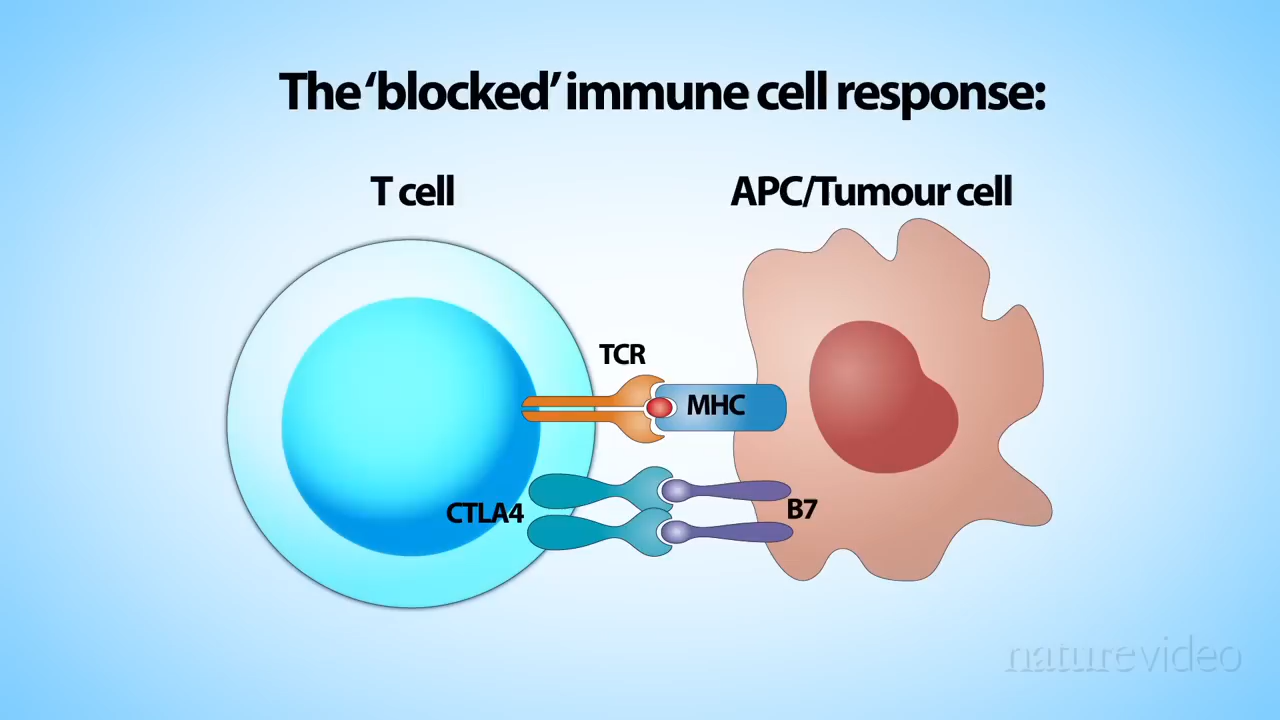 The ‘blocked’ immune cell response:
T cell
APC/Tumour cell
TCR
MHC
CTLA4
B7
naturevideo